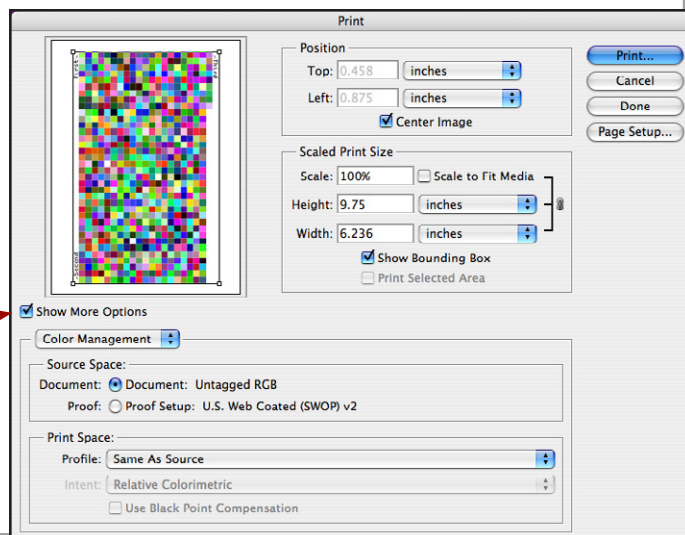 Print
First
Third
Second
Position
Top: 0.458 inches
Left: 0.875 inches
Center Image
Print...
Cancel
Done
Page Setup...
Scaled Print Size
Scale: 100% Scale to Fit Media
Height: 9.75 inches
Width: 6.236 inches
Show Bounding Box
Print Selected Area
Show More Options
Color Management
Source Space:
Document: Document: Untagged RGB
Proof: Proof Setup: U.S. Web Coated (SWOP) v2
Print Space:
Profile: Same As Source
Intent: Relative Colorimetric
Use Black Point Compensation